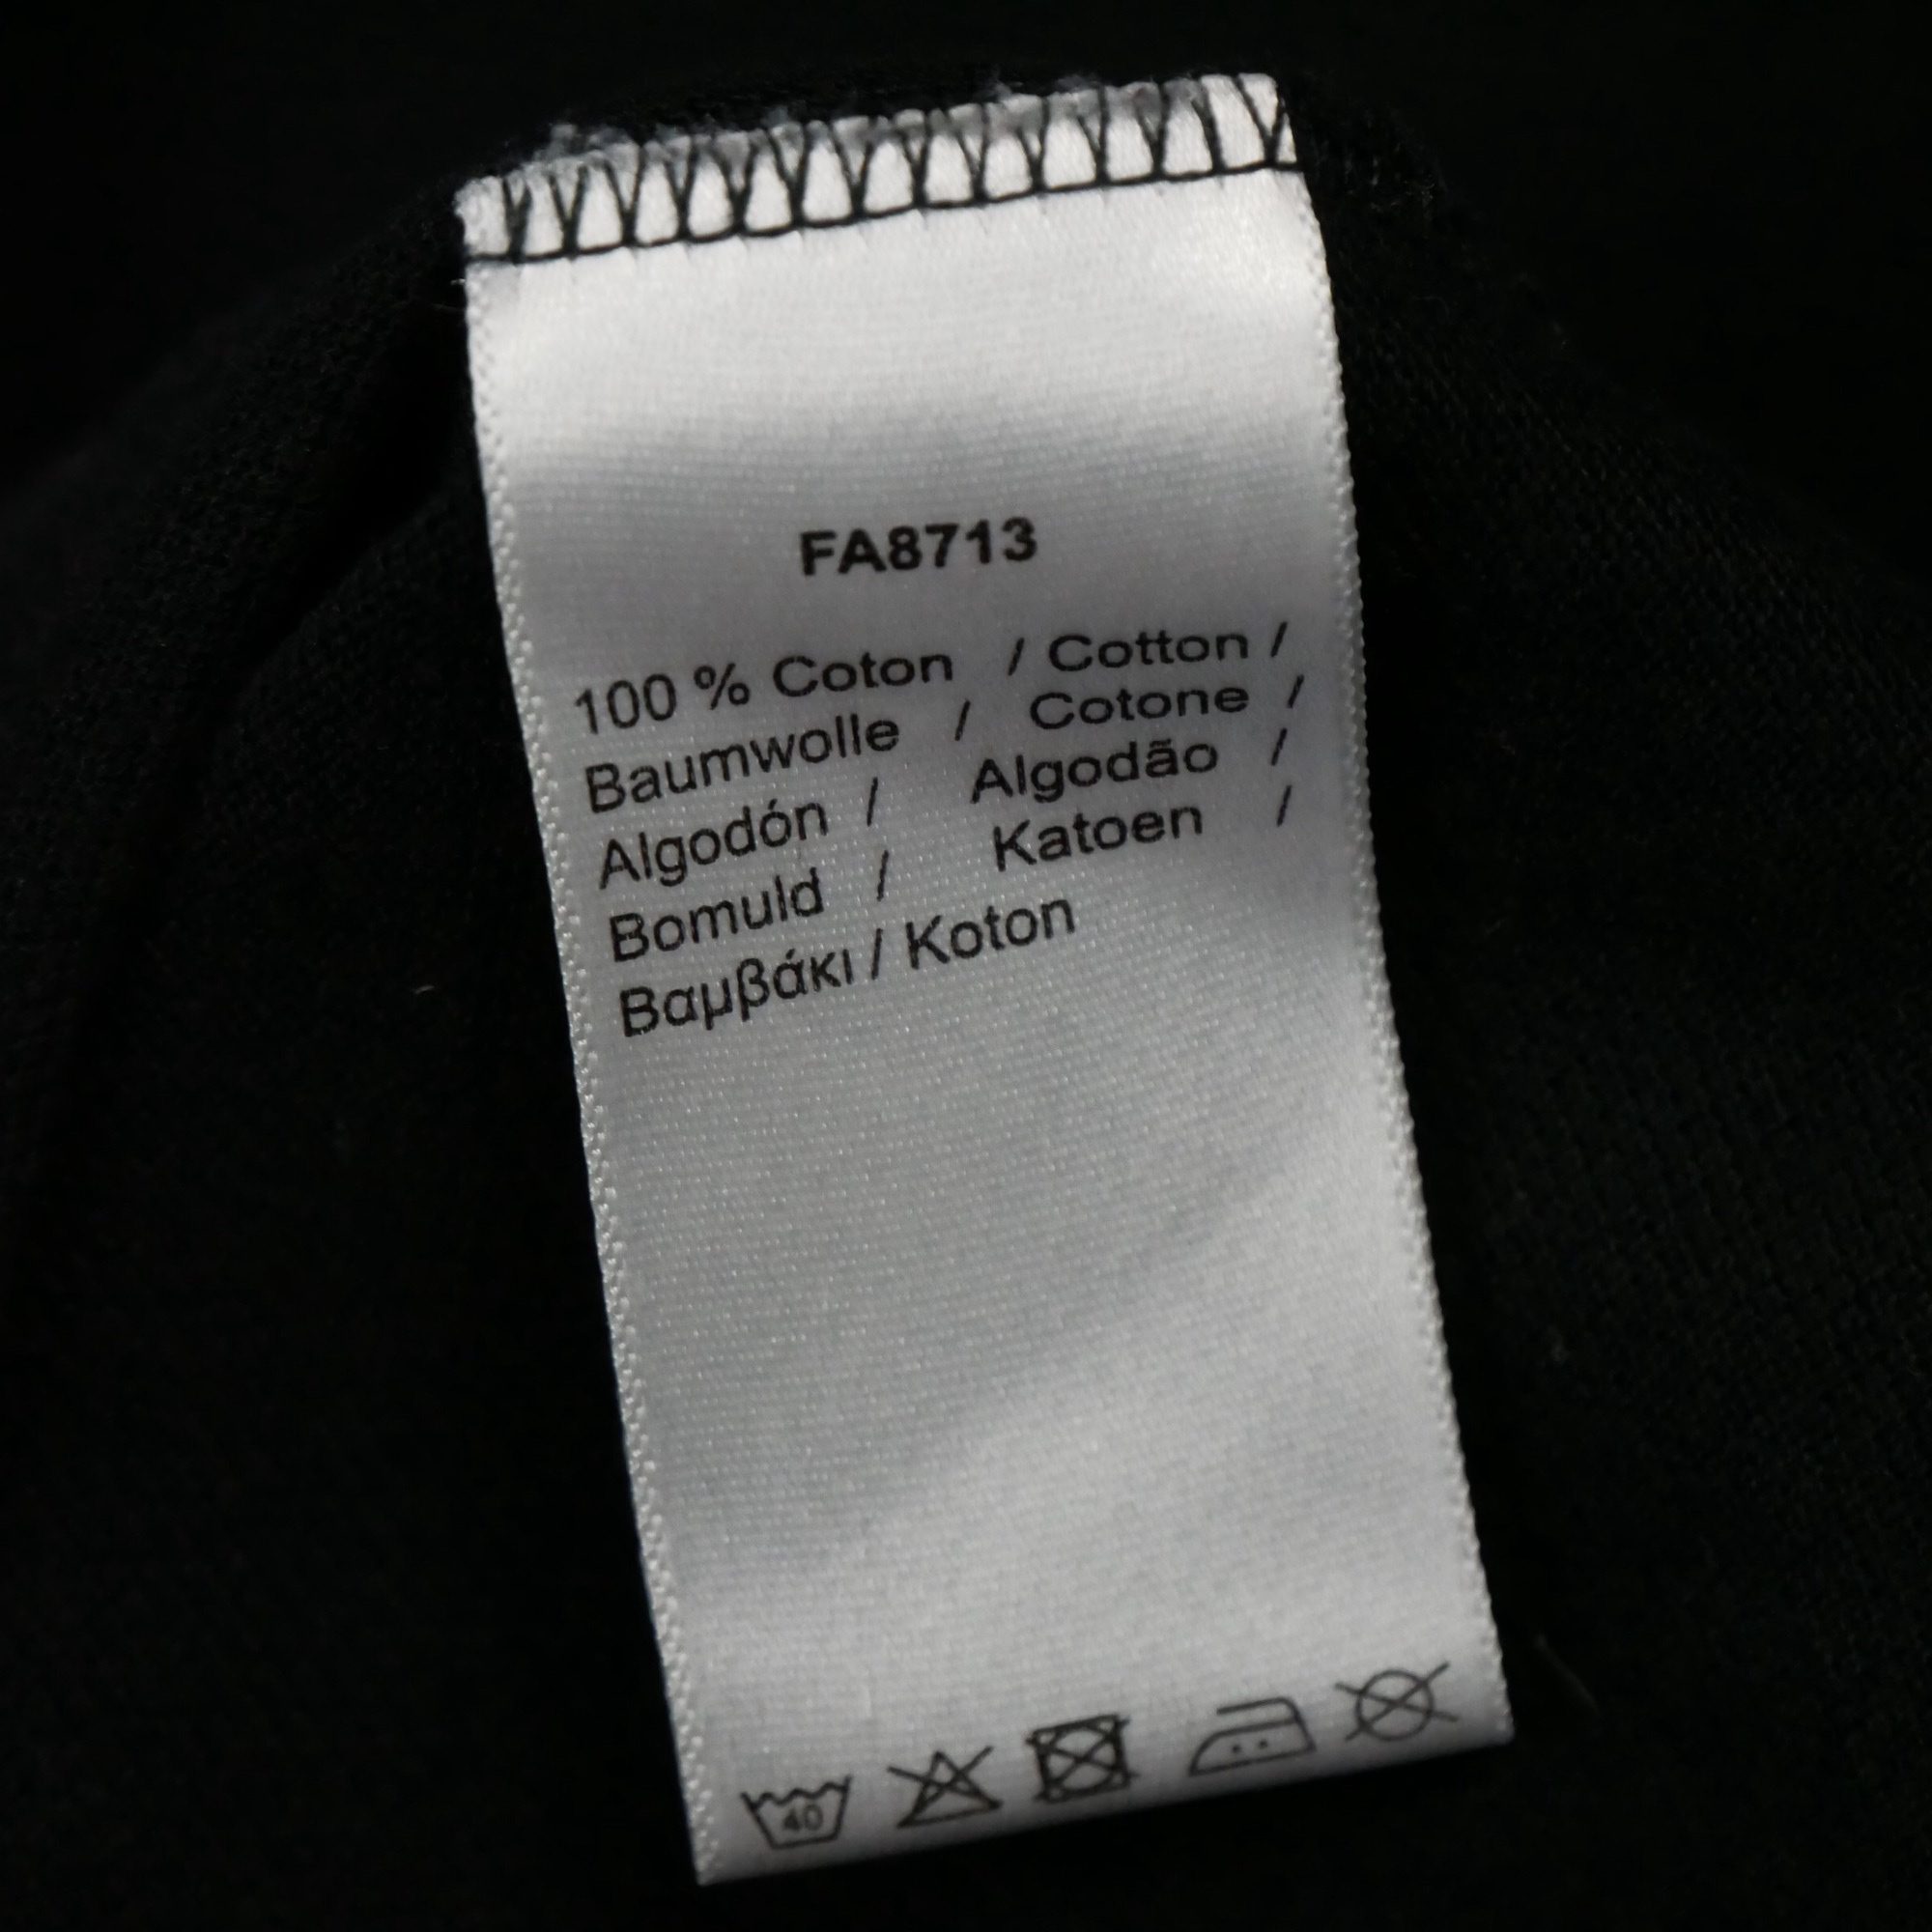 FA8713
100 % Coton / Cotton /
Baumwolle / Cotone /
Algodón / Algodão /
Bomuld / Katoen /
Βαμβάκι / Koton
40